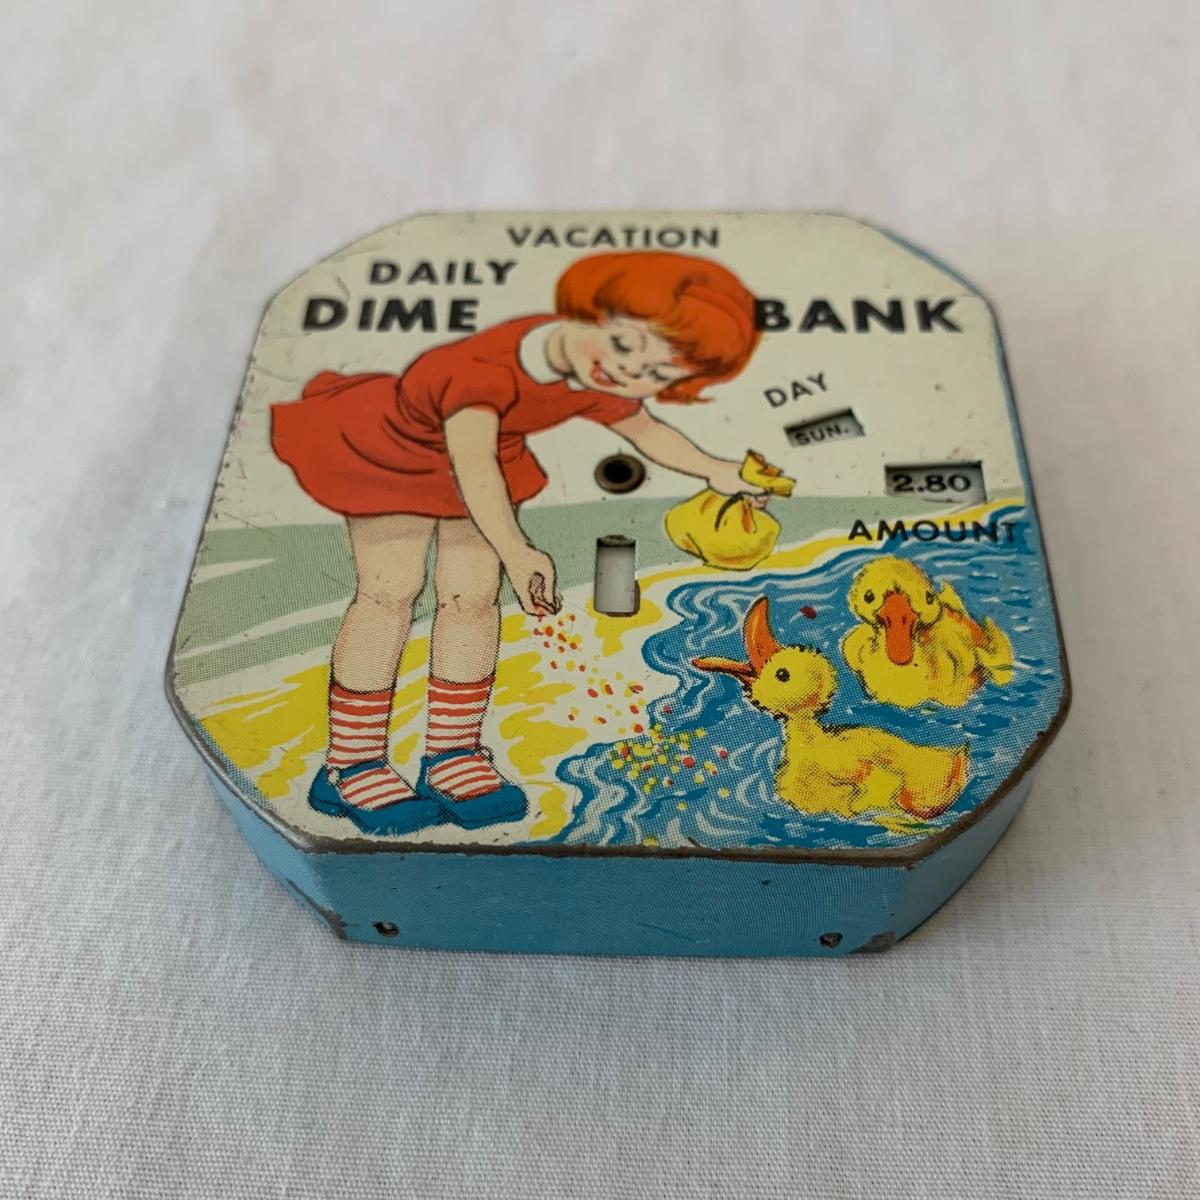 VACATION
DAILY
DIME BANK
DAY
SUN.
2.80
AMOUNT